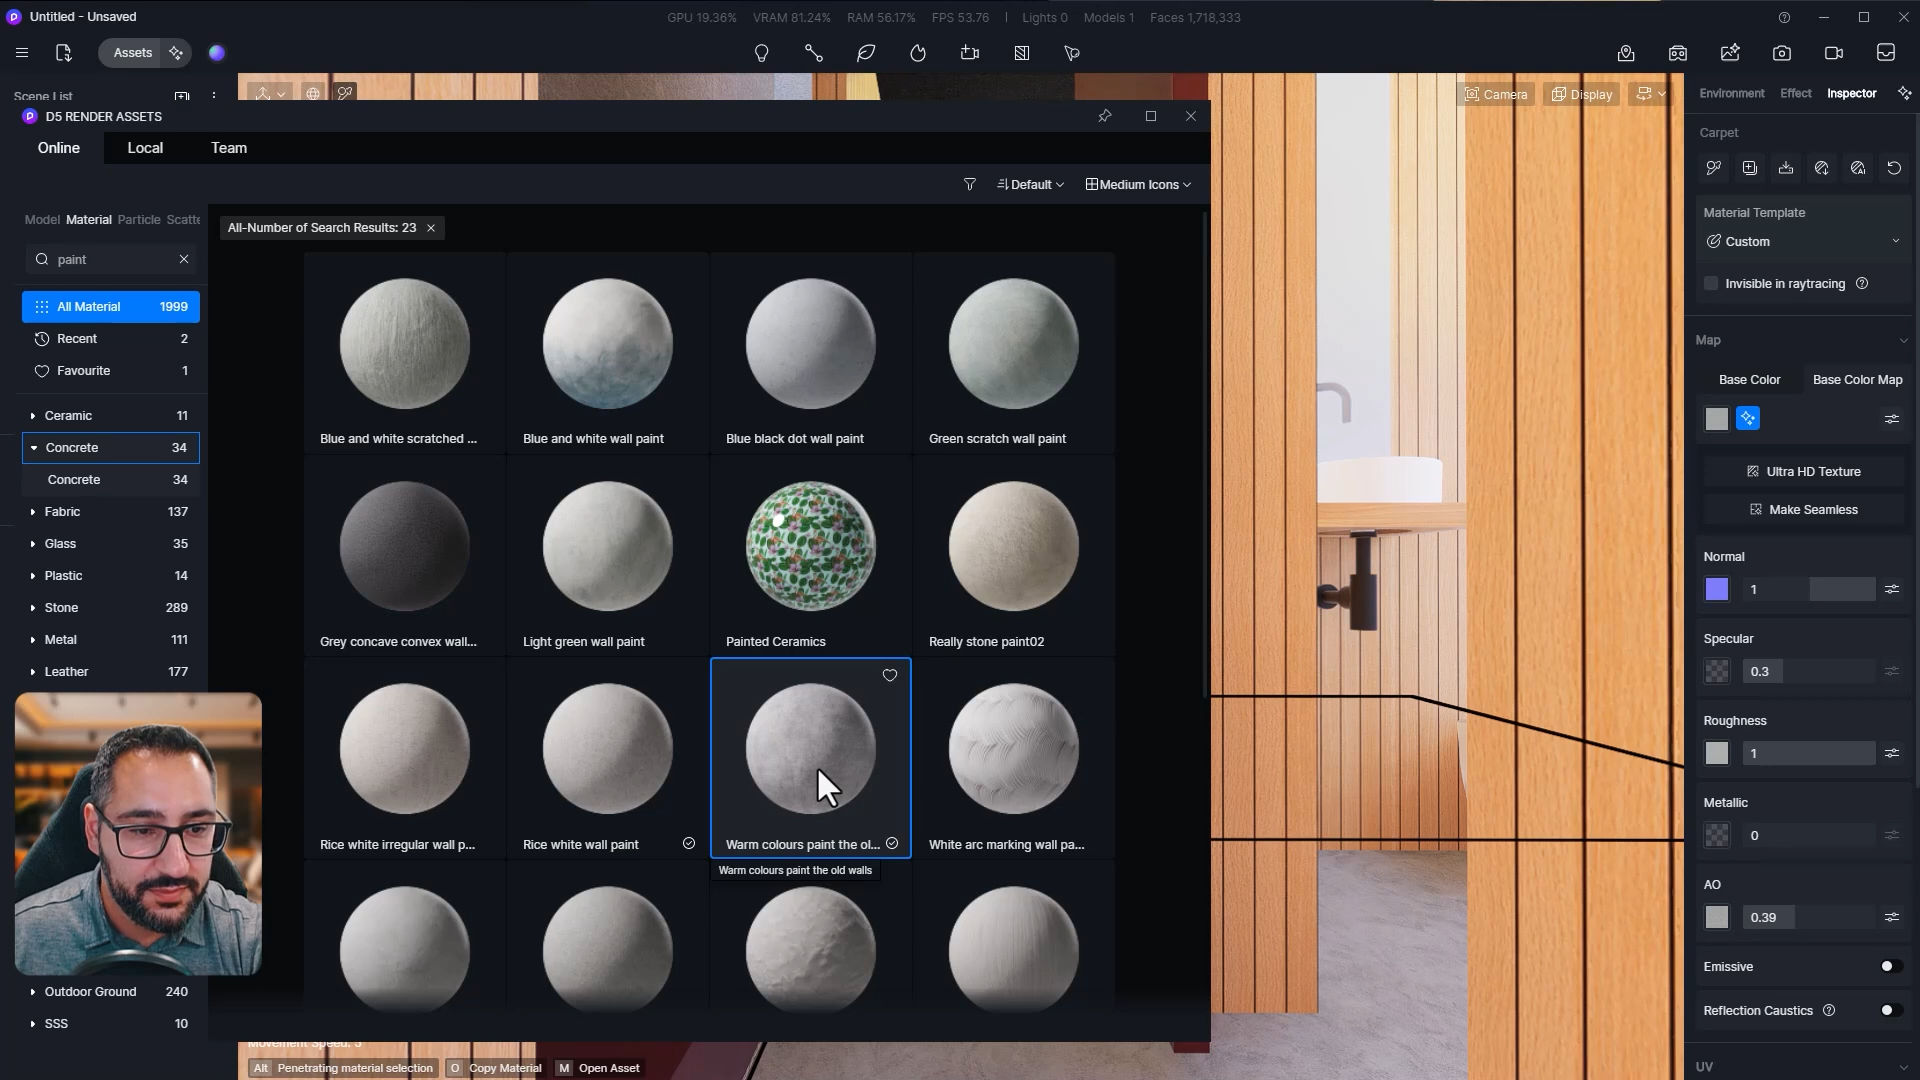 Untitled - Unsaved
GPU 19.36% VRAM 81.24% RAM 56.17% FPS 53.76 | Lights 0 Models 1 Faces 1,718,333
Assets
Scene List
Camera
Display
Environment Effect Inspector
D5 RENDER ASSETS
Online Local Team
Default
Medium Icons
Model Material Particle Scatte
All-Number of Search Results: 23
paint
All Material 1999
Recent 2
Favourite 1
Ceramic 11
Concrete 34
Concrete 34
Fabric 137
Glass 35
Plastic 14
Stone 289
Metal 111
Leather 177
Outdoor Ground 240
SSS 10
Blue and white scratched ...
Blue and white wall paint
Blue black dot wall paint
Green scratch wall paint
Grey concave convex wall...
Light green wall paint
Painted Ceramics
Really stone paint02
Rice white irregular wall p...
Rice white wall paint
Warm colours paint the ol...
White arc marking wall pa...
Warm colours paint the old walls
Movement Speed: 5
Alt Penetrating material selection O Copy Material M Open Asset
Carpet
Material Template
Custom
Invisible in raytracing
Map
Base Color Base Color Map
Ultra HD Texture
Make Seamless
Normal
1
Specular
0.3
Roughness
1
Metallic
0
AO
0.39
Emissive
Reflection Caustics
UV